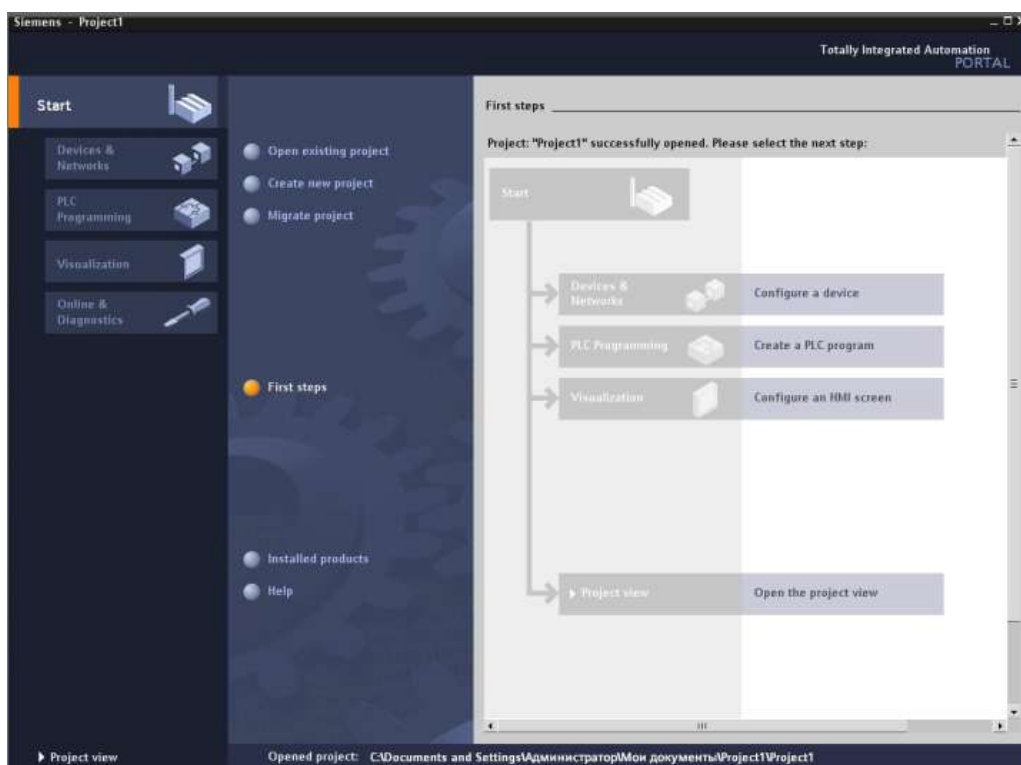 Siemens - Project1
Totally Integrated Automation
PORTAL
Start
Devices &
Networks
PLC
Programming
Visualization
Online &
Diagnostics
Open existing project
Create new project
Migrate project
First steps
Installed products
Help
First steps
Project: "Project1" successfully opened. Please select the next step:
Start
Devices &
Networks
Configure a device
PLC Programming
Create a PLC program
Visualization
Configure an HMI screen
Project view
Open the project view
Project view
Opened project: C:\Documents and Settings\Администратор\Мои документы\Project1\Project1